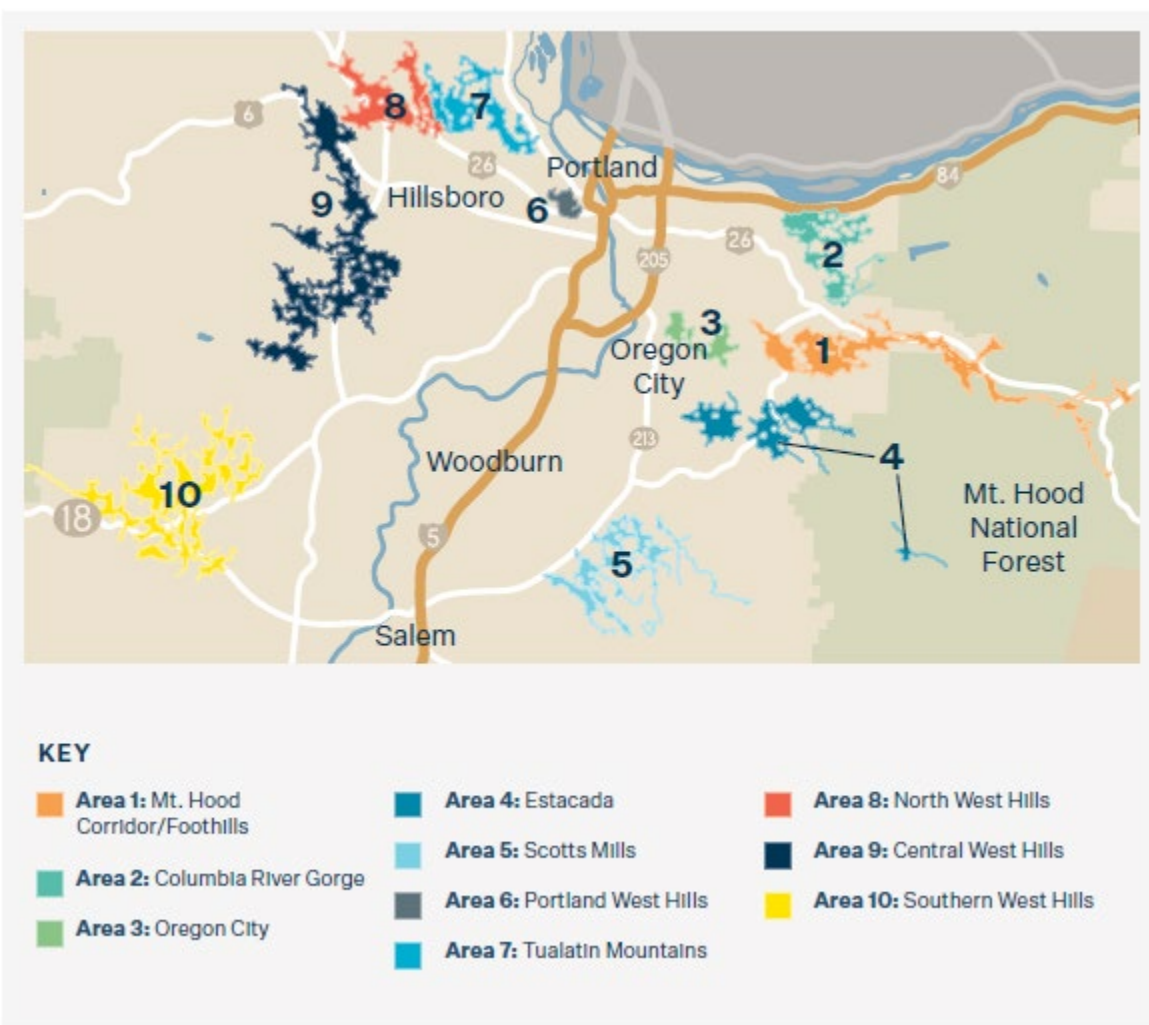 8
7
6
26
84
Portland
9
Hillsboro
6
26
2
205
3
1
Oregon
City
213
4
Woodburn
10
18
Mt. Hood
National
Forest
5
5
Salem
KEY
Area 1: Mt. Hood
Corridor/Foothills
Area 2: Columbia River Gorge
Area 3: Oregon City
Area 4: Estacada
Area 5: Scotts Mills
Area 6: Portland West Hills
Area 7: Tualatin Mountains
Area 8: North West Hills
Area 9: Central West Hills
Area 10: Southern West Hills